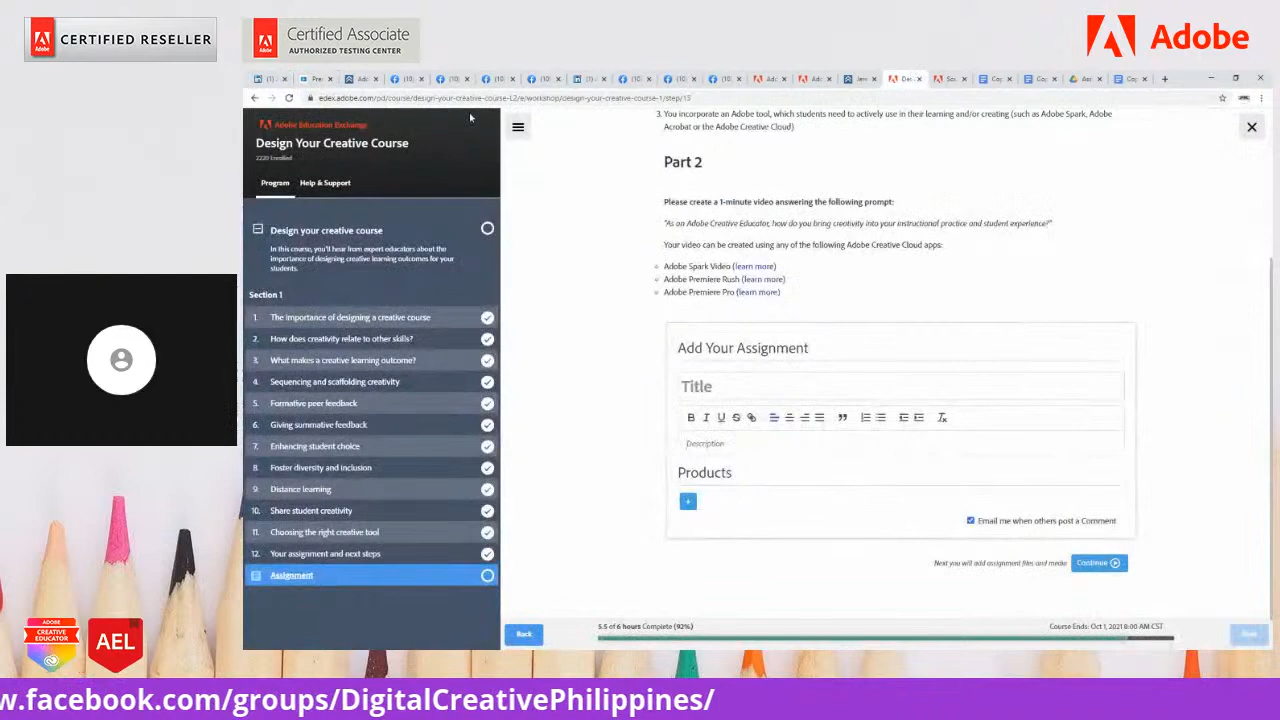 CERTIFIED RESELLER
Adobe
Certified Associate
AUTHORIZED TESTING CENTER
Adobe
edex.adobe.com/pd/course/design-your-creative-course-L2/e/workshop/design-your-creative-course-1/step/13
Adobe Education Exchange
Design Your Creative Course
2220 Enrolled
Program
Help & Support
Design your creative course
In this course, you'll hear from expert educators about the
importance of designing creative learning outcomes for your
students.
Section 1
1. The importance of designing a creative course
2. How does creativity relate to other skills?
3. What makes a creative learning outcome?
4. Sequencing and scaffolding creativity
5. Formative peer feedback
6. Giving summative feedback
7. Enhancing student choice
8. Foster diversity and inclusion
9. Distance learning
10. Share student creativity
11. Choosing the right creative tool
12. Your assignment and next steps
Assignment
3. You incorporate an Adobe tool, which students need to actively use in their learning and/or creating (such as Adobe Spark, Adobe
Acrobat or the Adobe Creative Cloud)
Part 2
Please create a 1-minute video answering the following prompt:
"As an Adobe Creative Educator, how do you bring creativity into your instructional practice and student experience?"
Your video can be created using any of the following Adobe Creative Cloud apps:
Adobe Spark Video (learn more)
Adobe Premiere Rush (learn more)
Adobe Premiere Pro (learn more)
Add Your Assignment
Title
B I U S
Description
Products
+
Email me when others post a Comment
Next you will add assignment files and media
Continue
Back
5.5 of 6 hours Complete (92%)
Course Ends: Oct 1, 2021 8:00 AM CST
Next
ADOBE
CREATIVE
EDUCATOR
AEL
w.facebook.com/groups/DigitalCreativePhilippines/